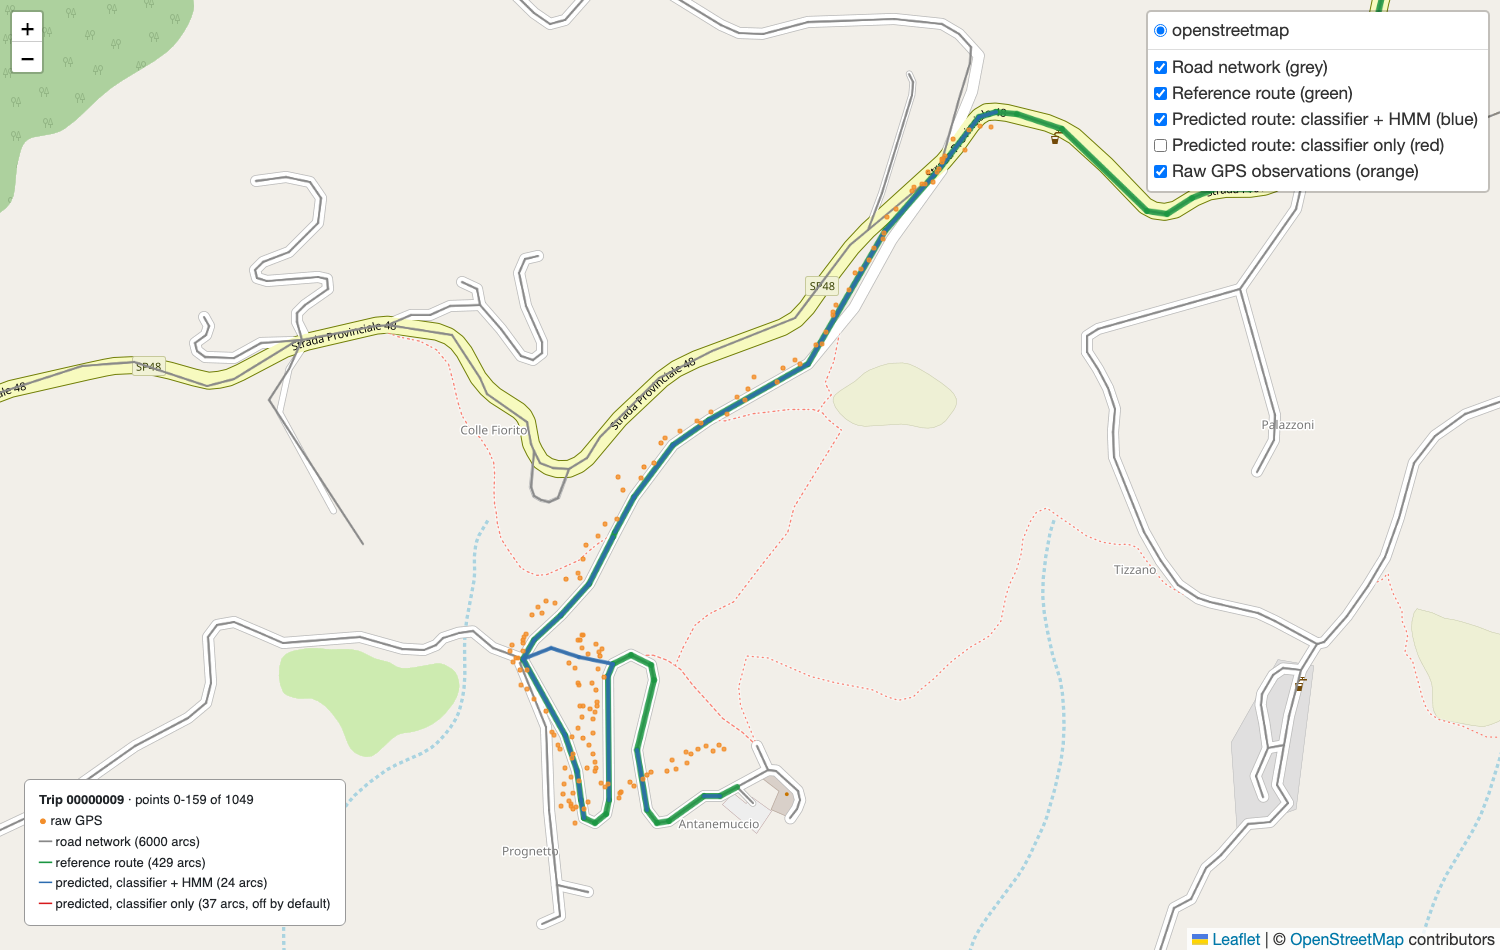 +
−
openstreetmap
Road network (grey)
Reference route (green)
Predicted route: classifier + HMM (blue)
Predicted route: classifier only (red)
Raw GPS observations (orange)
SP48
Strada Provinciale 48
SP48
ale 48
Strada Provinciale 48
Colle Fiorito
Palazzoni
Tizzano
Antanemuccio
Prognetto
Trip 00000009 · points 0-159 of 1049
raw GPS
road network (6000 arcs)
reference route (429 arcs)
predicted, classifier + HMM (24 arcs)
predicted, classifier only (37 arcs, off by default)
Leaflet | © OpenStreetMap contributors